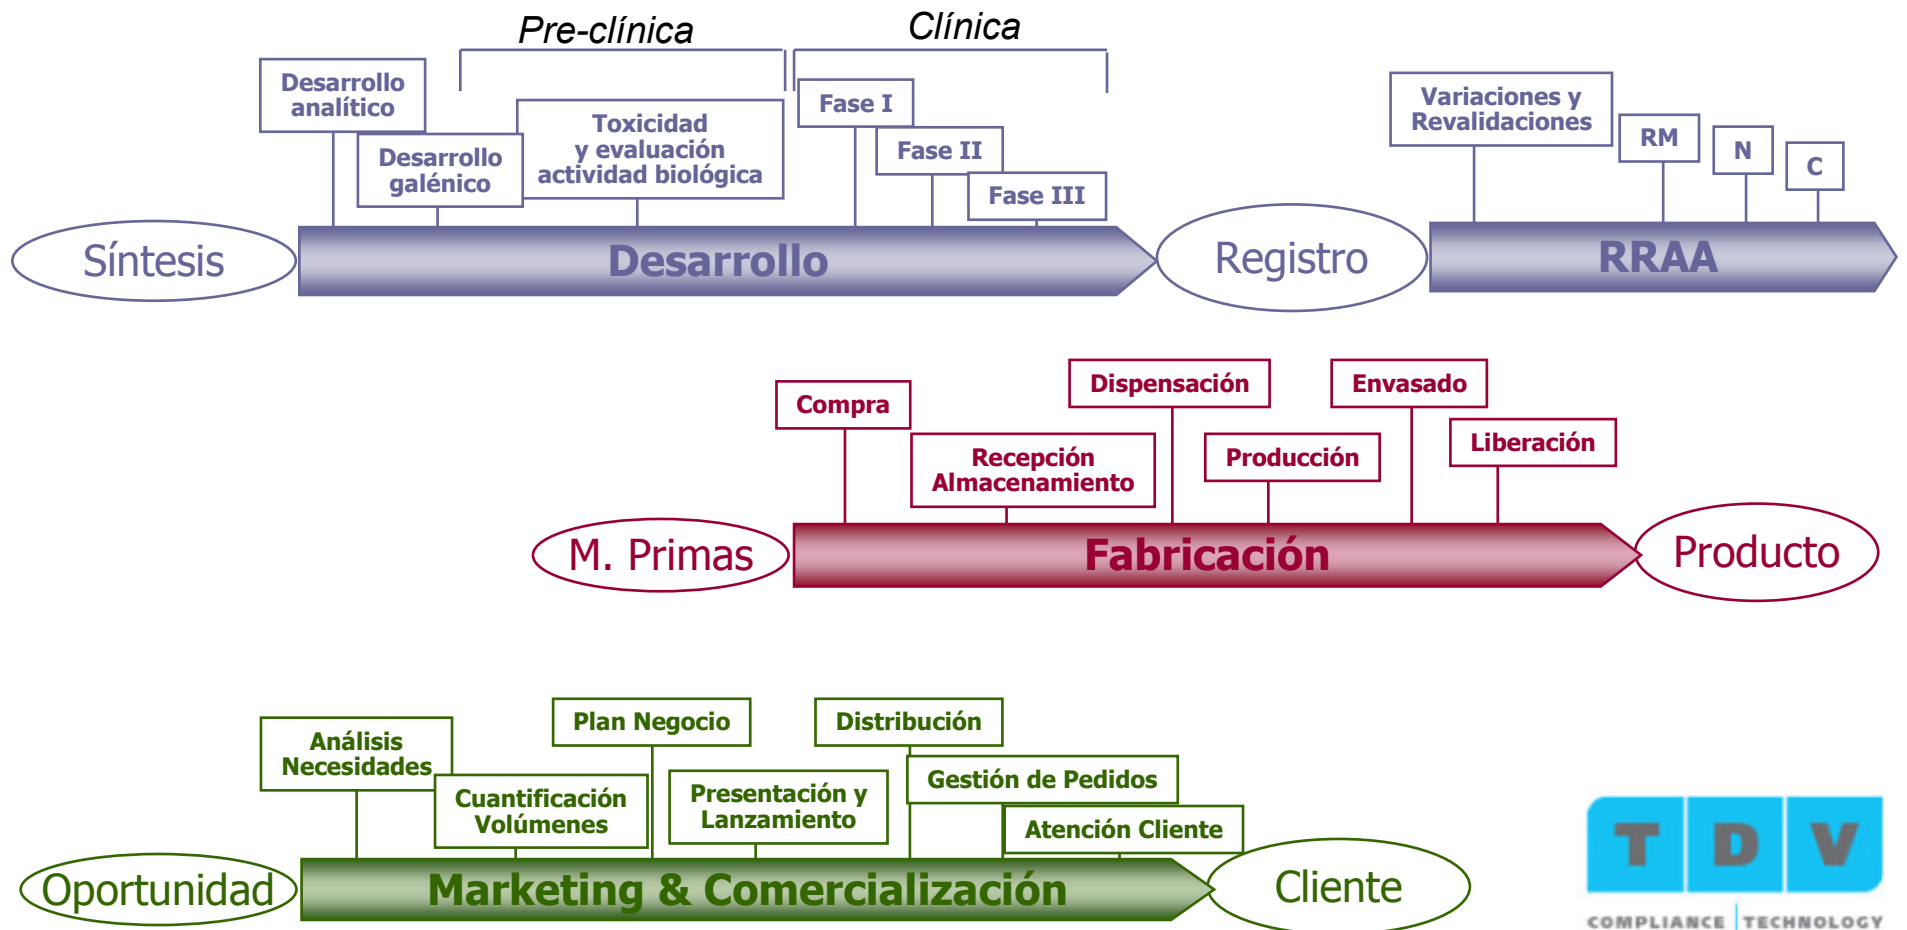 Pre-clínica
Clínica
Desarrollo
analítico
Desarrollo
galénico
Toxicidad
y evaluación
actividad biológica
Fase I
Fase II
Fase III
Variaciones y
Revalidaciones
RM
N
C
Síntesis
Desarrollo
Registro
RRAA
Compra
Recepción
Almacenamiento
Dispensación
Producción
Envasado
Liberación
M. Primas
Fabricación
Producto
Análisis
Necesidades
Cuantificación
Volúmenes
Plan Negocio
Presentación y
Lanzamiento
Distribución
Gestión de Pedidos
Atención Cliente
Oportunidad
Marketing & Comercialización
Cliente
TDV
COMPLIANCE TECHNOLOGY